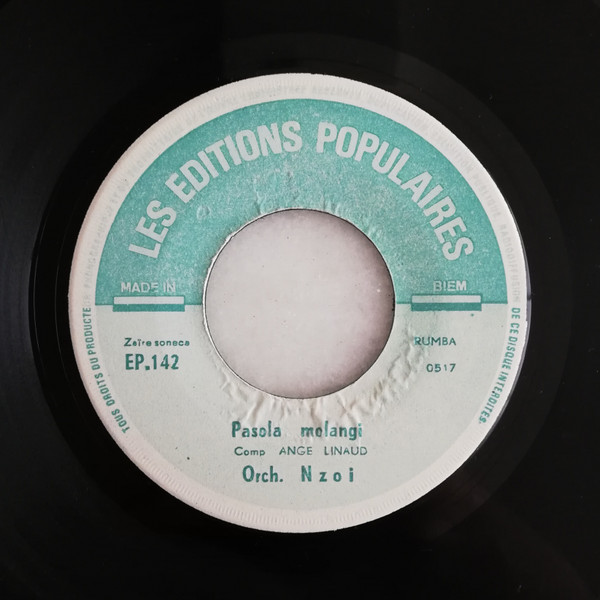 LES EDITIONS POPULAIRES
MADE IN
BIEM
Zaïre soneca
EP.142
RUMBA
0517
Pasola molangi
Comp ANGE LINAUD
Orch. Nzoi
TOUS DROITS DU PRODUCTE
DE CE DISQUE INTERDITES